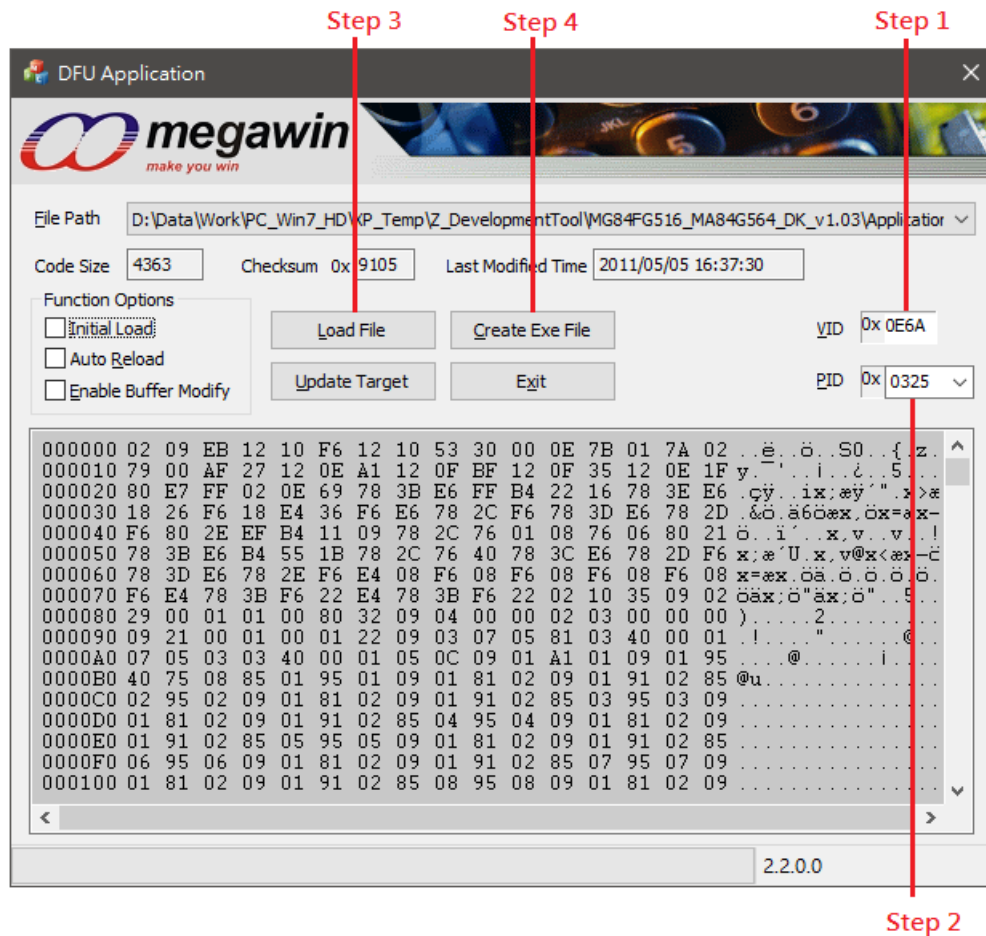 Step 3
Step 4
Step 1
DFU Application
megawin
make you win
File Path
D:\Data\Work\PC_Win7_HD\XP_Temp\Z_DevelopmentTool\MG84FG516_MA84G564_DK_v1.03\Application
Code Size 4363 Checksum 0x 9105 Last Modified Time 2011/05/05 16:37:30
Function Options
Initial Load
Auto Reload
Enable Buffer Modify
Load File
Create Exe File
Update Target
Exit
VID 0x 0E6A
PID 0x 0325
000000 02 09 EB 12 10 F6 12 10 53 30 00 0E 7B 01 7A 02 ..ë..ö..S0..{.z.
000010 79 00 AF 27 12 0E A1 12 0F BF 12 0F 35 12 0E 1F y.¯'..¡..¿..5...
000020 80 E7 FF 02 0E 69 78 3B E6 FF B4 22 16 78 3E E6 .çÿ..ix;æÿ´".x>æ
000030 18 26 F6 18 E4 36 F6 E6 78 2C F6 78 3D E6 78 2D .&ö.ä6öæx,öx=æx-
000040 F6 80 2E EF B4 11 09 78 2C 76 01 08 76 06 80 21 ö..ï´..x,v..v..!
000050 78 3B E6 B4 55 1B 78 2C 76 40 78 3C E6 78 2D F6 x;æ´U.x,v@x<æx-ö
000060 78 3D E6 78 2E F6 E4 08 F6 08 F6 08 F6 08 F6 08 x=æx.öä.ö.ö.ö.ö.
000070 F6 E4 78 3B F6 22 E4 78 3B F6 22 02 10 35 09 02 öäx;ö"äx;ö"..5..
000080 29 00 01 01 00 80 32 09 04 00 00 02 03 00 00 00 ).....2.........
000090 09 21 00 01 00 01 22 09 03 07 05 81 03 40 00 01 .!...."......@..
0000A0 07 05 03 03 40 00 01 05 0C 09 01 A1 01 09 01 95 ....@......¡....
0000B0 40 75 08 85 01 95 01 09 01 81 02 09 01 91 02 85 @u..............
0000C0 02 95 02 09 01 81 02 09 01 91 02 85 03 95 03 09 ................
0000D0 01 81 02 09 01 91 02 85 04 95 04 09 01 81 02 09 ................
0000E0 01 91 02 85 05 95 05 09 01 81 02 09 01 91 02 85 ................
0000F0 06 95 06 09 01 81 02 09 01 91 02 85 07 95 07 09 ................
000100 01 81 02 09 01 91 02 85 08 95 08 09 01 81 02 09 ................
2.2.0.0
Step 2